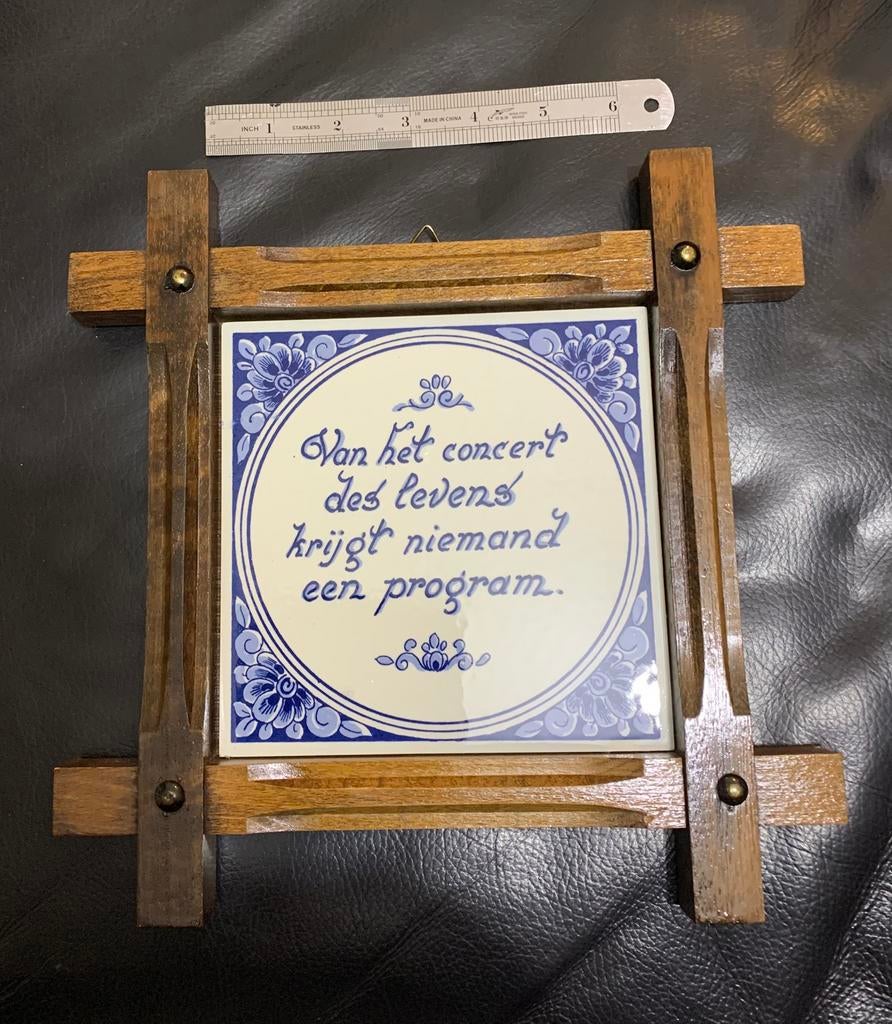 INCH 1 STAINLESS 2 3 MADE IN CHINA 4 5 6
Van het concert
des levens
krijgt niemand
een program.